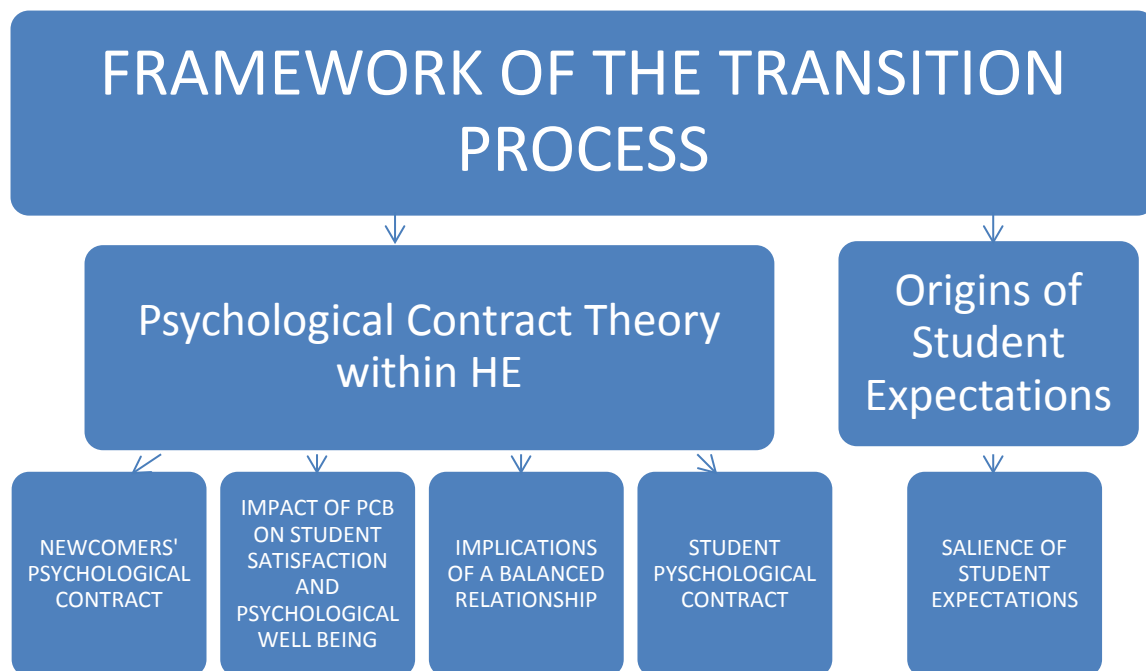 FRAMEWORK OF THE TRANSITION
PROCESS
Psychological Contract Theory
within HE
Origins of
Student
Expectations
NEWCOMERS'
PSYCHOLOGICAL
CONTRACT
IMPACT OF PCB
ON STUDENT
SATISFACTION
AND
PSYCHOLOGICAL
WELL BEING
IMPLICATIONS
OF A BALANCED
RELATIONSHIP
STUDENT
PYSCHOLOGICAL
CONTRACT
SALIENCE OF
STUDENT
EXPECTATIONS